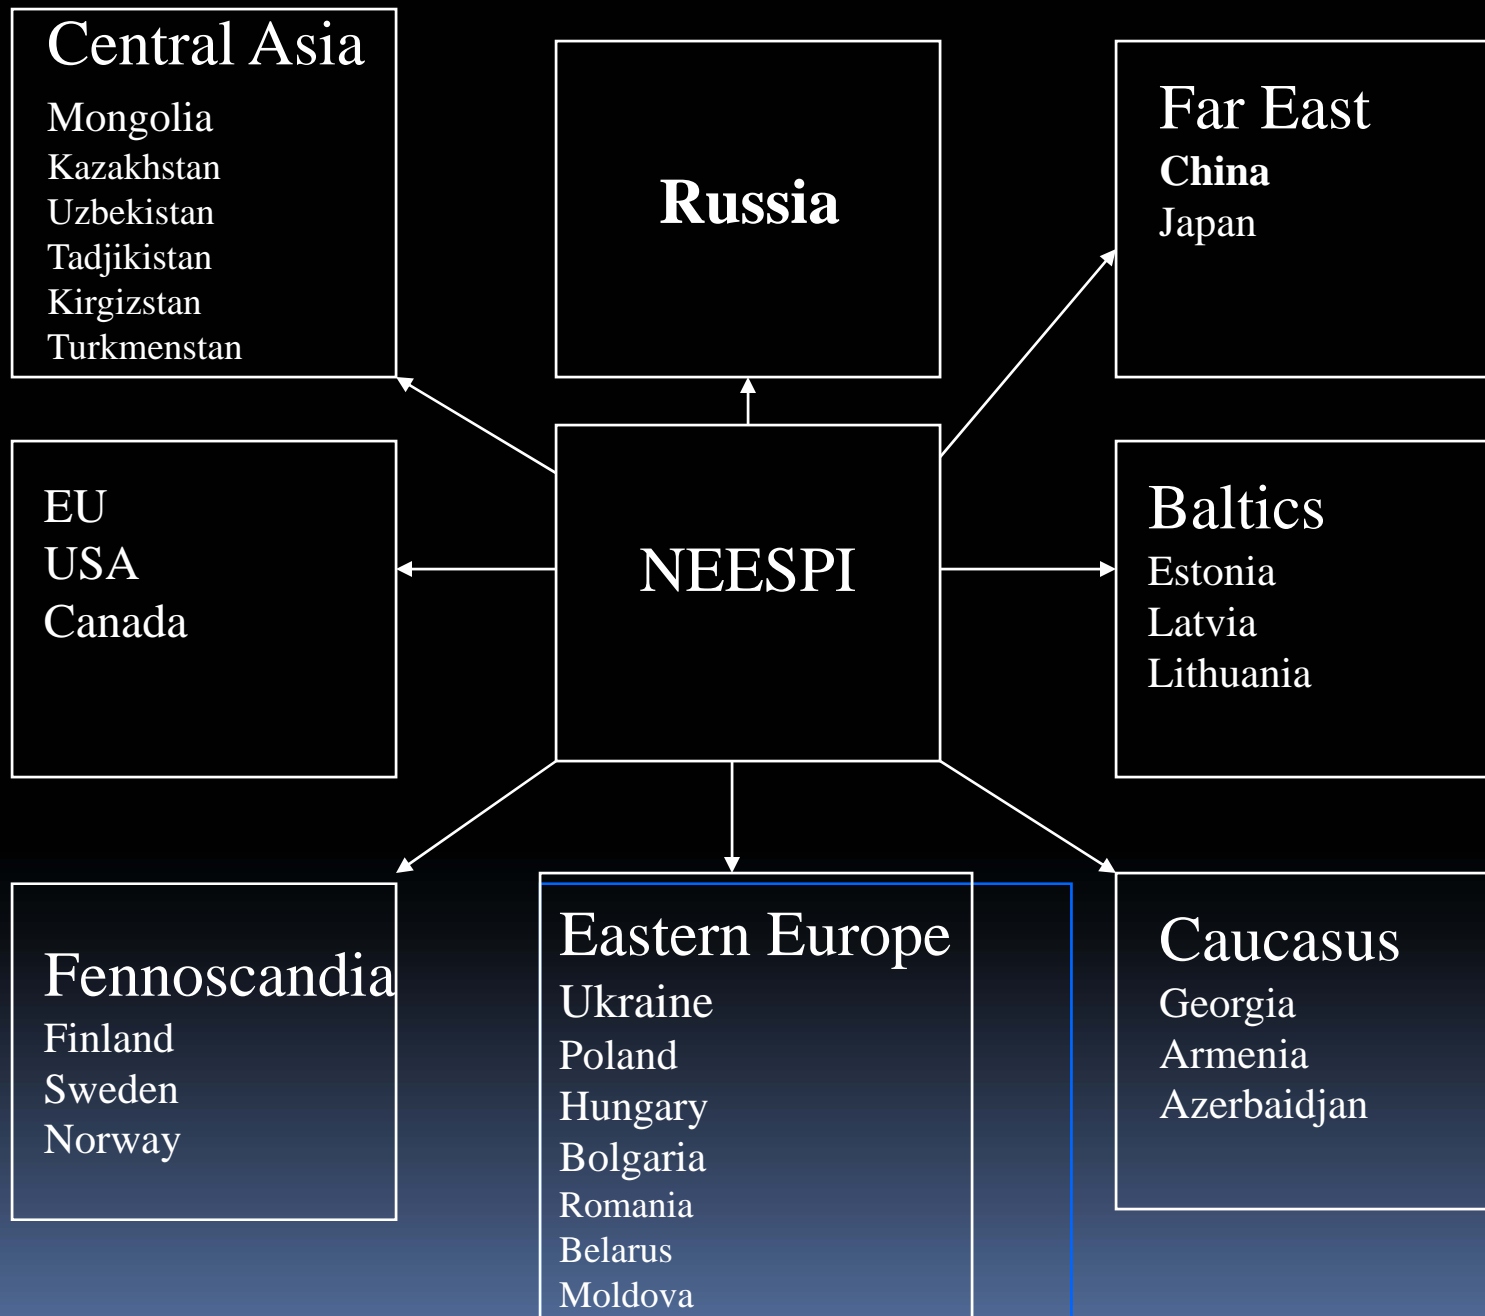 Central Asia
Mongolia
Kazakhstan
Uzbekistan
Tadjikistan
Kirgizstan
Turkmenstan
Russia
Far East
China
Japan
EU
USA
Canada
NEESPI
Baltics
Estonia
Latvia
Lithuania
Fennoscandia
Finland
Sweden
Norway
Eastern Europe
Ukraine
Poland
Hungary
Bolgaria
Romania
Belarus
Moldova
Caucasus
Georgia
Armenia
Azerbaidjan